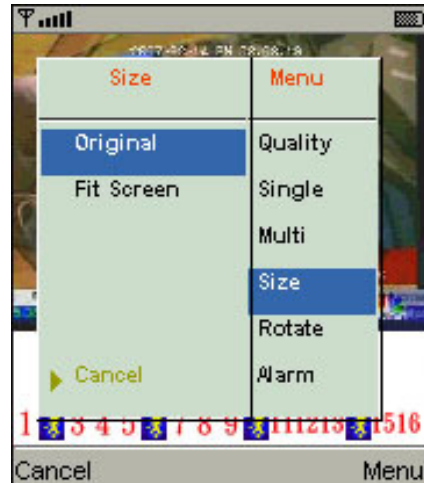 Size
Menu
Original
Fit Screen
Cancel
Quality
Single
Multi
Size
Rotate
Alarm
1 3 4 5 7 8 9 11 12 13 15 16
Cancel
Menu